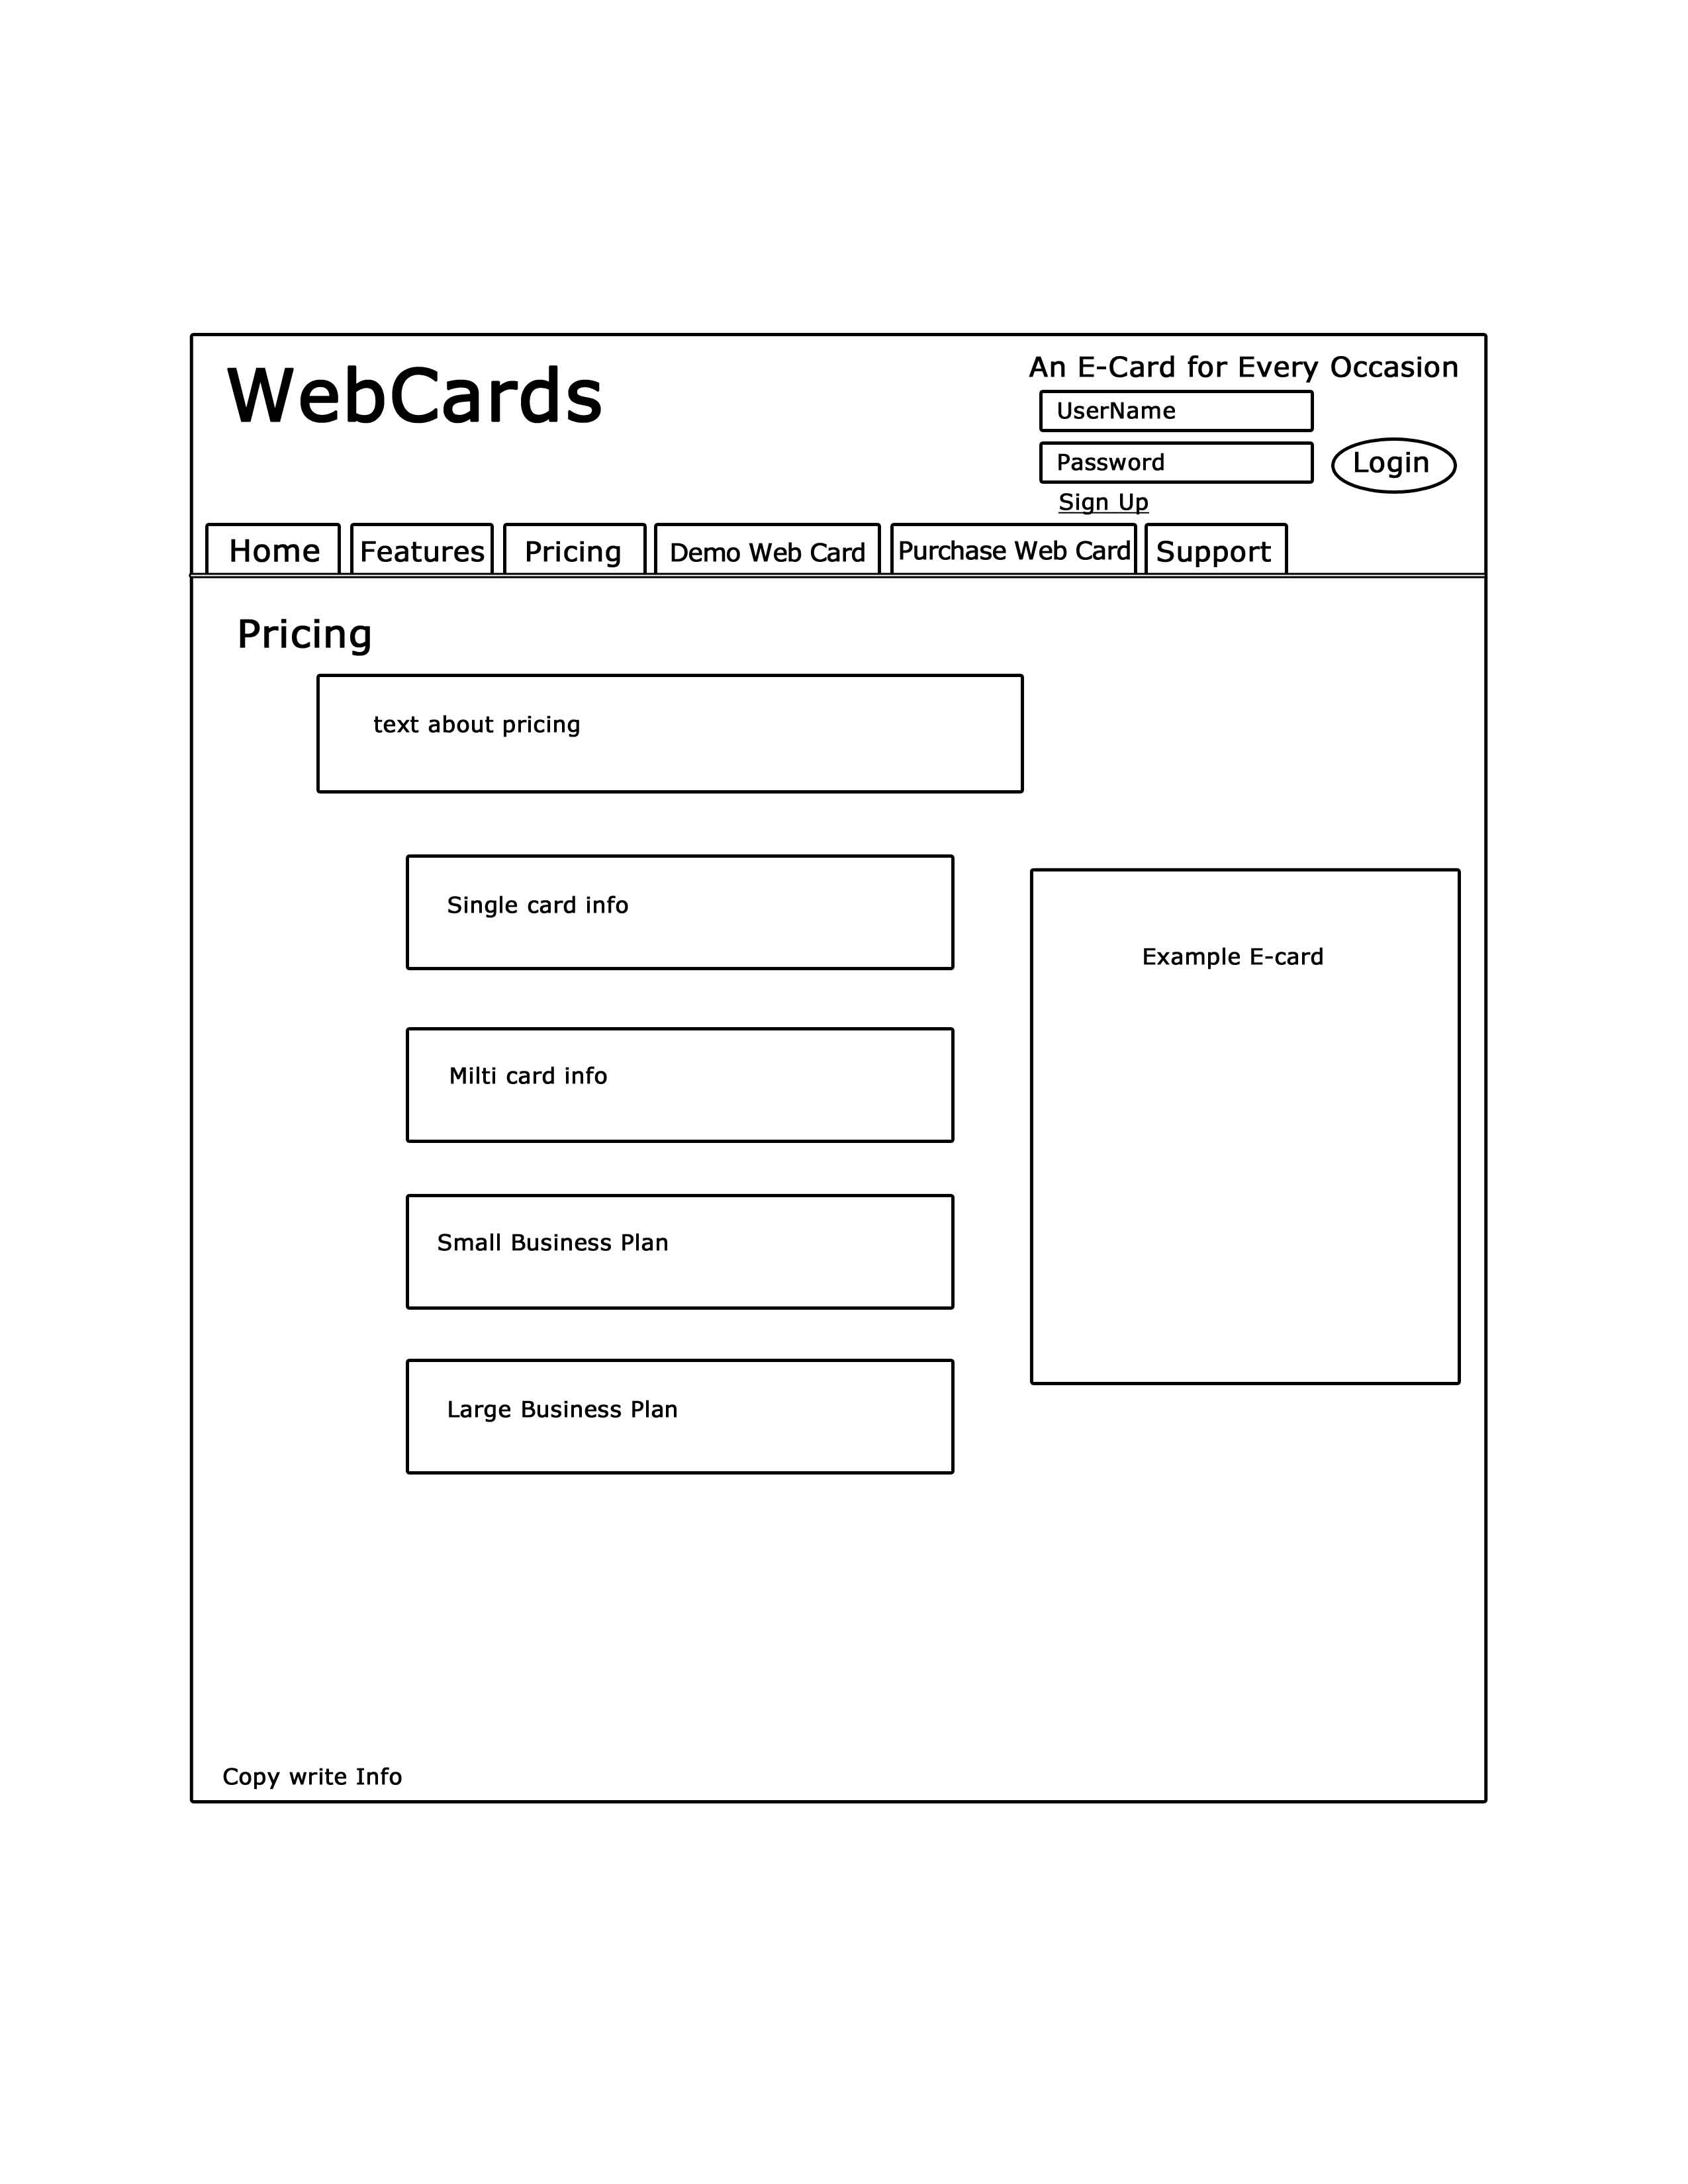 WebCards
An E-Card for Every Occasion
UserName
Password
Login
Sign Up
Home
Features
Pricing
Demo Web Card
Purchase Web Card
Support
Pricing
text about pricing
Single card info
Example E-card
Milti card info
Small Business Plan
Large Business Plan
Copy write Info